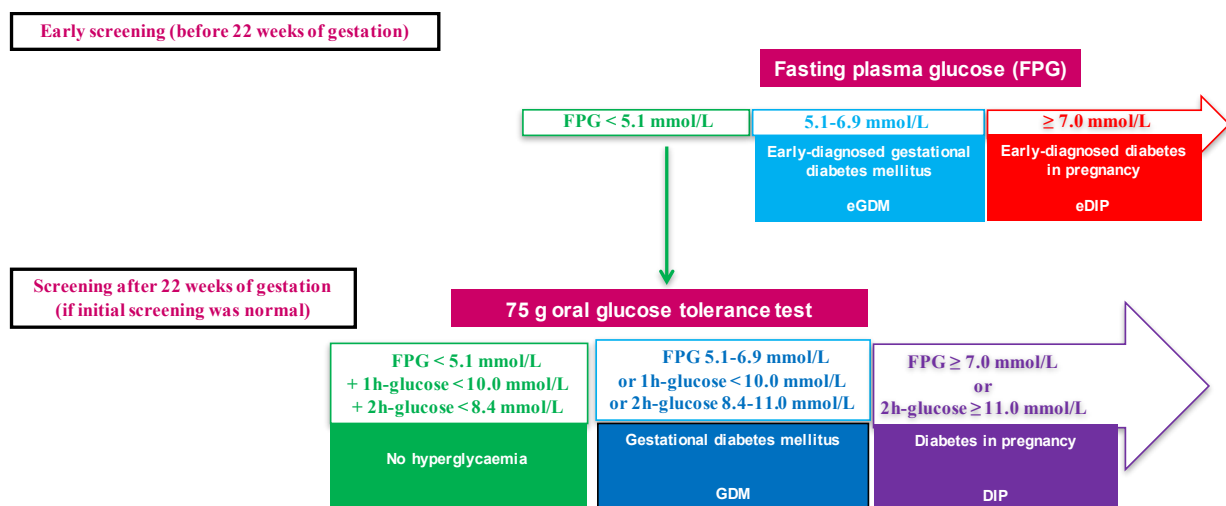 Early screening (before 22 weeks of gestation)
Fasting plasma glucose (FPG)
FPG < 5.1 mmol/L
5.1-6.9 mmol/L
≥ 7.0 mmol/L
Early-diagnosed gestational
diabetes mellitus
eGDM
Early-diagnosed diabetes
in pregnancy
eDIP
Screening after 22 weeks of gestation
(if initial screening was normal)
75 g oral glucose tolerance test
FPG < 5.1 mmol/L
+ 1h-glucose < 10.0 mmol/L
+ 2h-glucose < 8.4 mmol/L
FPG 5.1-6.9 mmol/L
or 1h-glucose < 10.0 mmol/L
or 2h-glucose 8.4-11.0 mmol/L
FPG ≥ 7.0 mmol/L
or
2h-glucose ≥ 11.0 mmol/L
No hyperglycaemia
Gestational diabetes mellitus
GDM
Diabetes in pregnancy
DIP